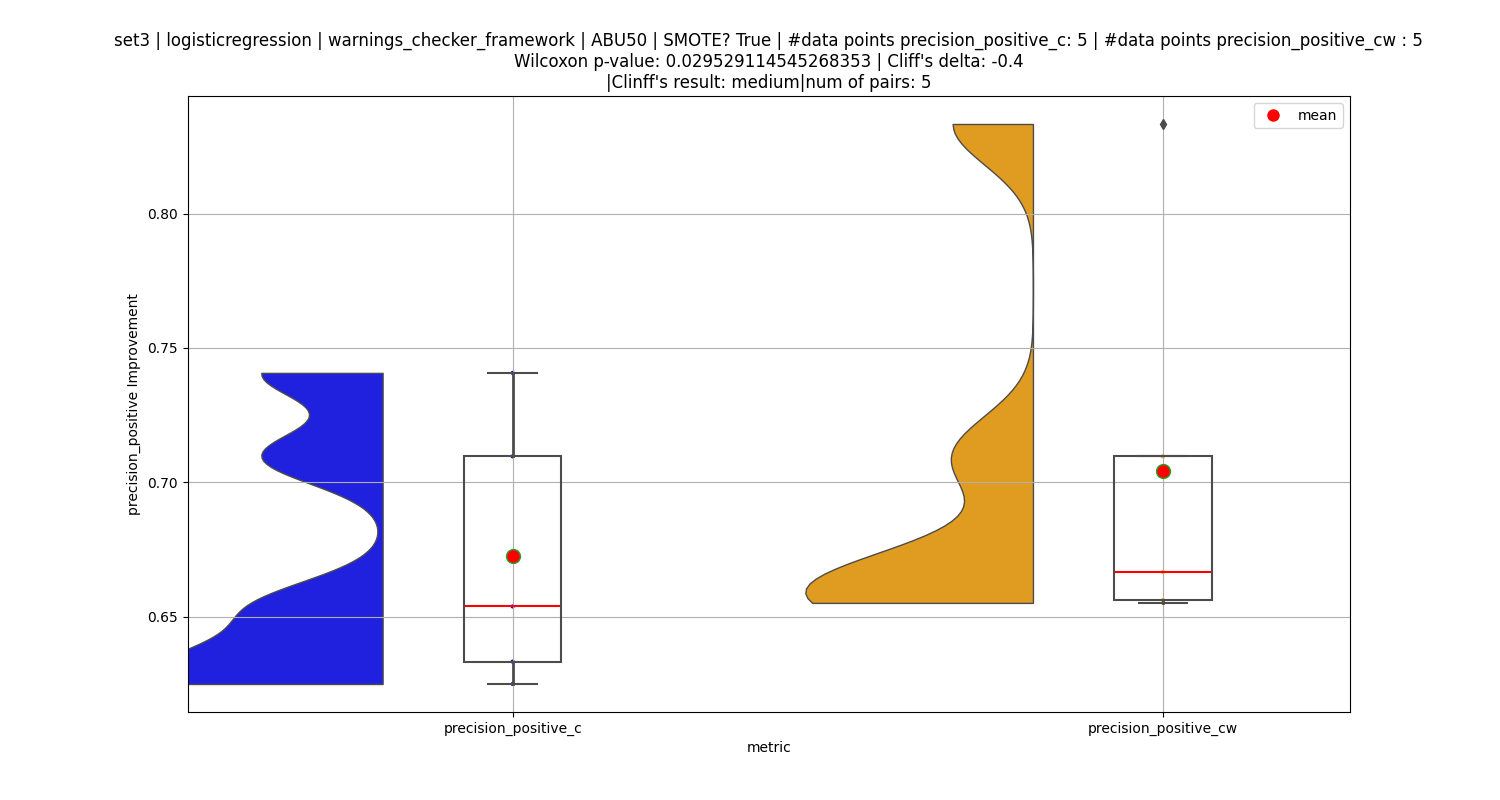 set3 | logisticregression | warnings_checker_framework | ABU50 | SMOTE? True | #data points precision_positive_c: 5 | #data points precision_positive_cw : 5
Wilcoxon p-value: 0.029529114545268353 | Cliff's delta: -0.4
|Clinff's result: medium|num of pairs: 5
mean
0.80
0.75
0.70
0.65
precision_positive Improvement
precision_positive_c
precision_positive_cw
metric